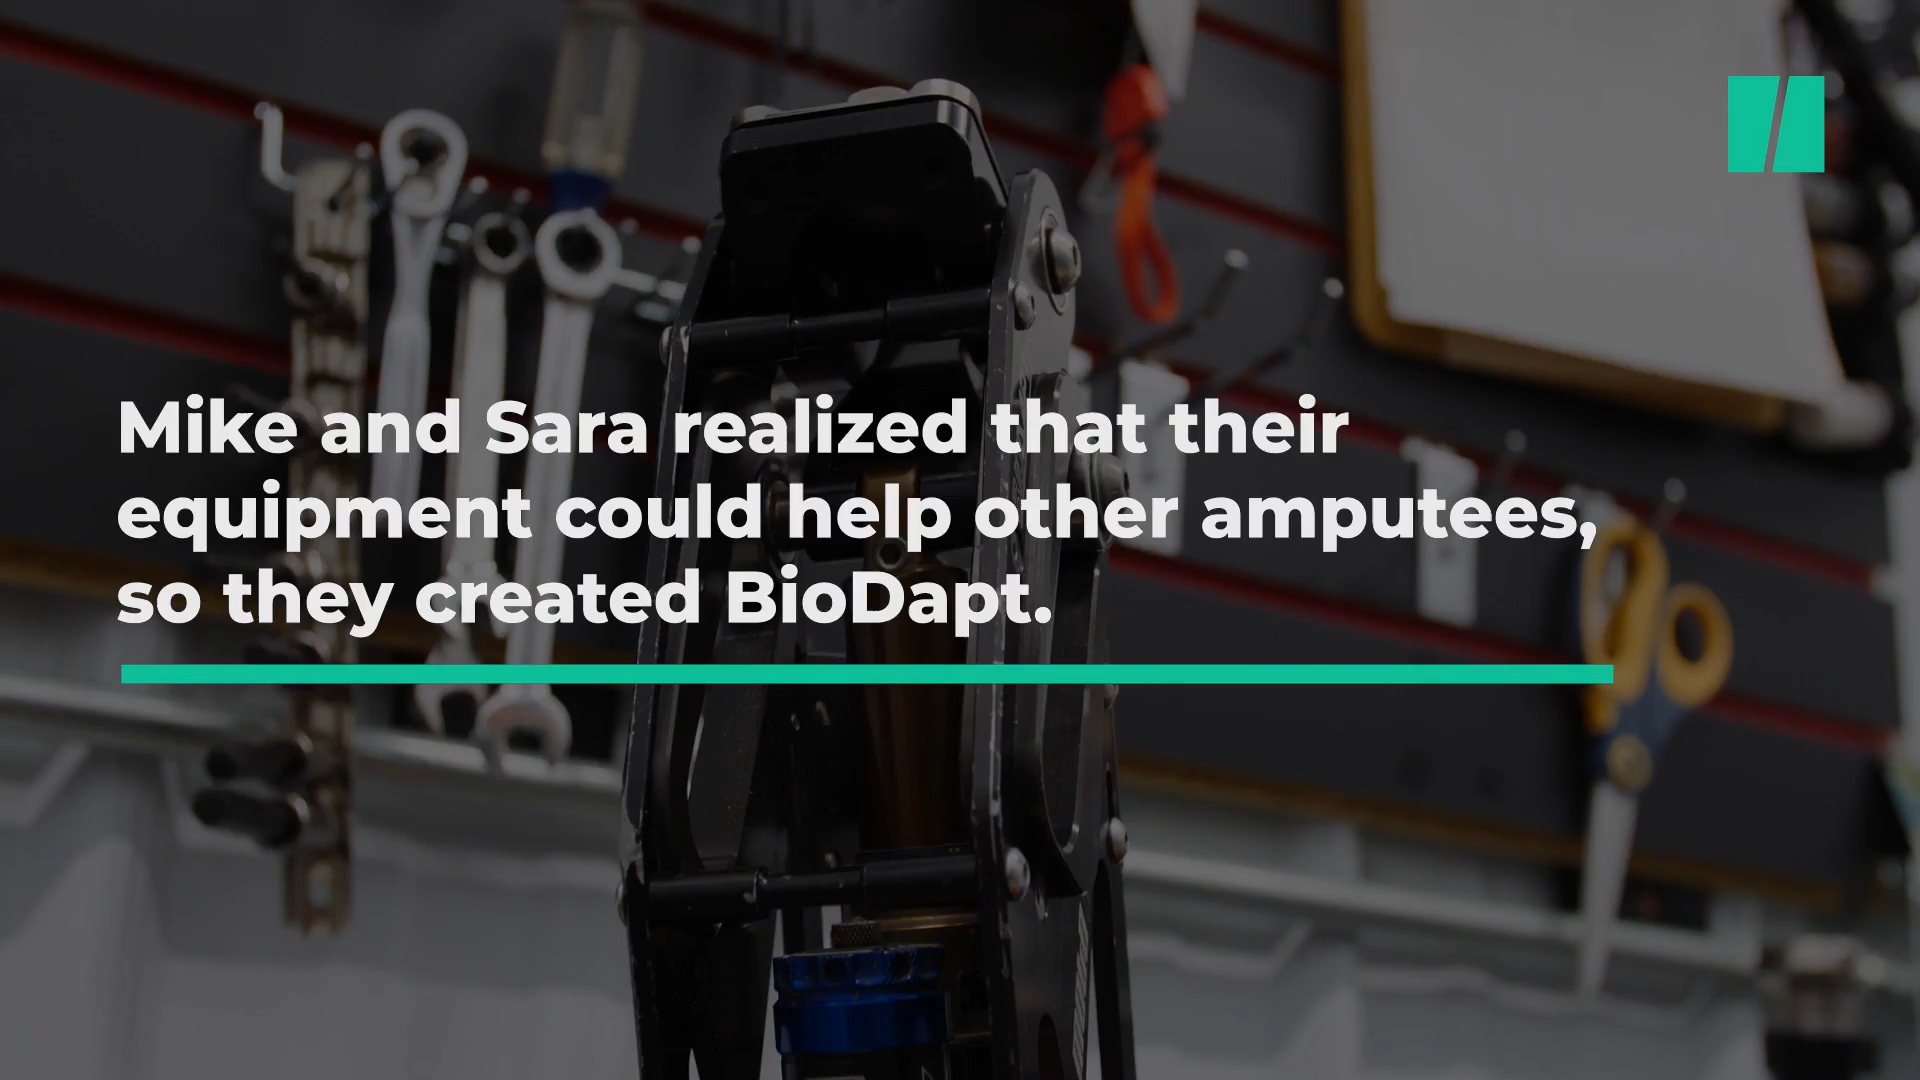 Mike and Sara realized that their
equipment could help other amputees,
so they created BioDapt.